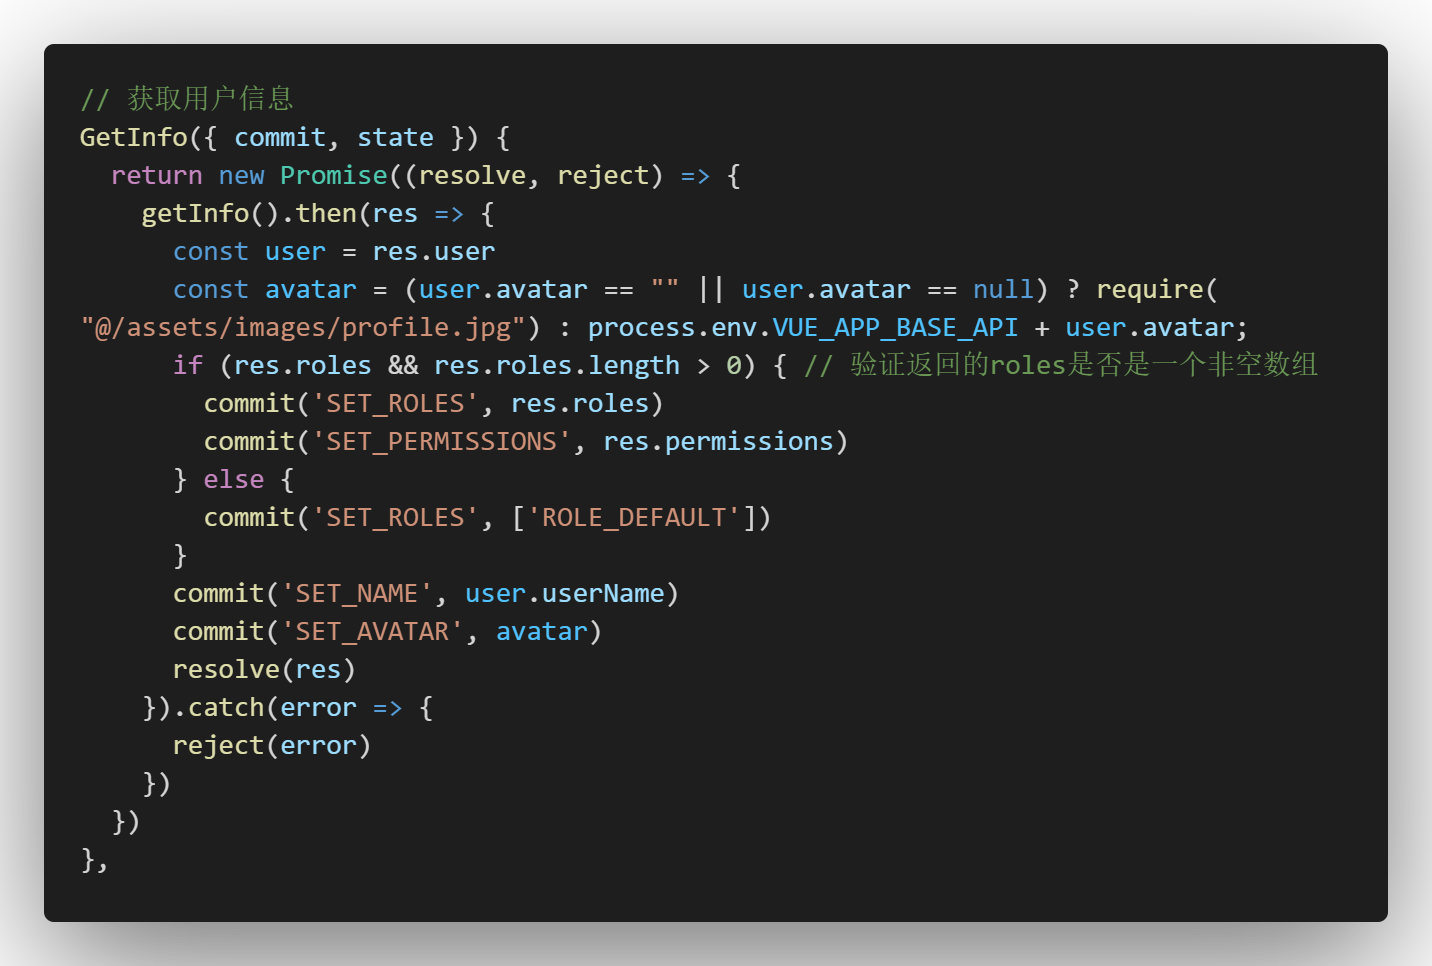 // 获取用户信息
GetInfo({ commit, state }) {
  return new Promise((resolve, reject) => {
    getInfo().then(res => {
      const user = res.user
      const avatar = (user.avatar == "" || user.avatar == null) ? require(
"@/assets/images/profile.jpg") : process.env.VUE_APP_BASE_API + user.avatar;
      if (res.roles && res.roles.length > 0) { // 验证返回的roles是否是一个非空数组
        commit('SET_ROLES', res.roles)
        commit('SET_PERMISSIONS', res.permissions)
      } else {
        commit('SET_ROLES', ['ROLE_DEFAULT'])
      }
      commit('SET_NAME', user.userName)
      commit('SET_AVATAR', avatar)
      resolve(res)
    }).catch(error => {
      reject(error)
    })
  })
},